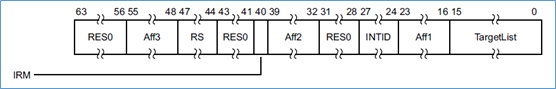 63 56 55 48 47 44 43 41 40 39 32 31 28 27 24 23 16 15 0
RES0 Aff3 RS RES0 Aff2 RES0 INTID Aff1 TargetList
IRM